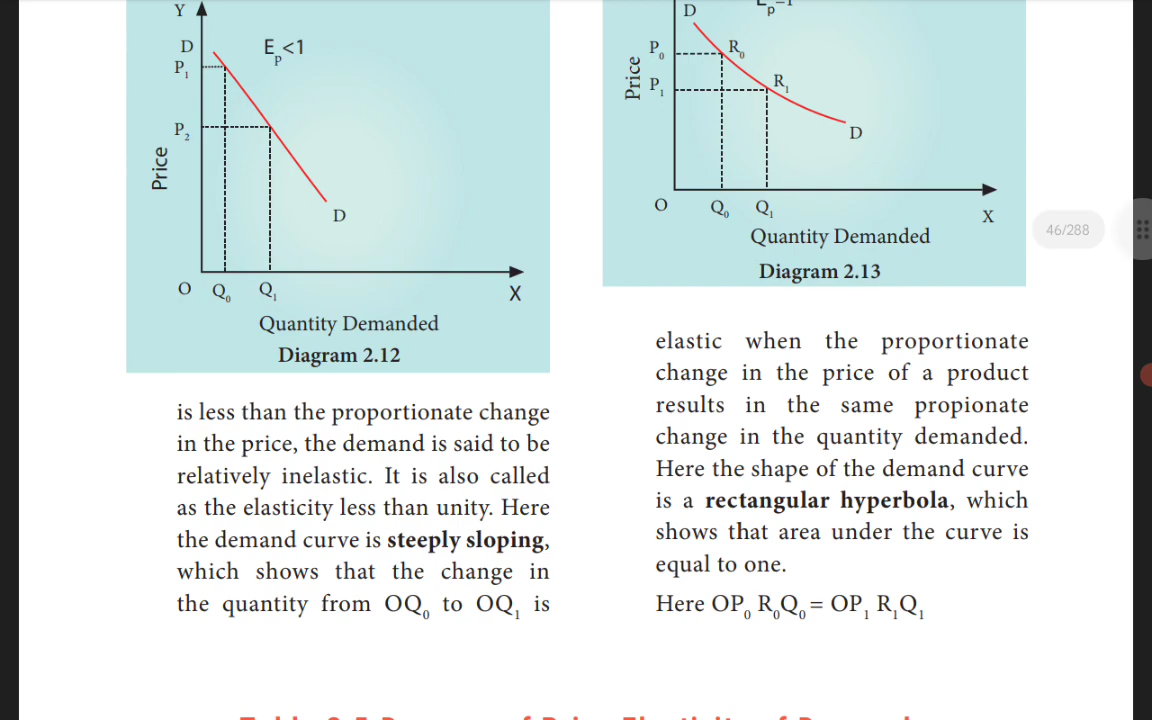 Y
D
E p <1
P1
P2
Price
D
O Q0 Q1
X
Quantity Demanded
Diagram 2.12
is less than the proportionate change
in the price, the demand is said to be
relatively inelastic. It is also called
as the elasticity less than unity. Here
the demand curve is steeply sloping,
which shows that the change in
the quantity from OQ0 to OQ1 is
D
P0
R0
P1
R1
Price
D
O
Q0 Q1
X
Quantity Demanded
Diagram 2.13
elastic when the proportionate
change in the price of a product
results in the same propionate
change in the quantity demanded.
Here the shape of the demand curve
is a rectangular hyperbola, which
shows that area under the curve is
equal to one.
Here OP0 R0Q0 = OP1 R1Q1
46/288